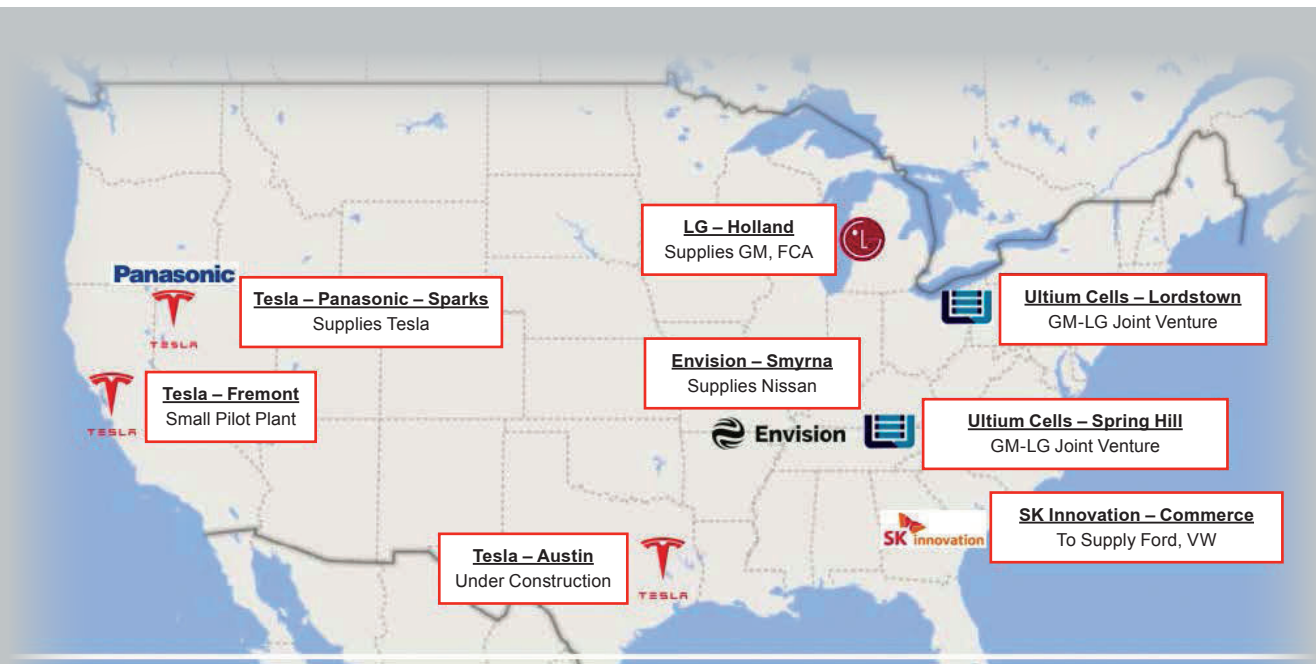 LG – Holland
Supplies GM, FCA
Panasonic
TESLA
Tesla – Panasonic – Sparks
Supplies Tesla
Ultium Cells – Lordstown
GM-LG Joint Venture
Envision – Smyrna
Supplies Nissan
TESLA
Tesla – Fremont
Small Pilot Plant
Envision
Ultium Cells – Spring Hill
GM-LG Joint Venture
SK innovation
SK Innovation – Commerce
To Supply Ford, VW
Tesla – Austin
Under Construction
TESLA